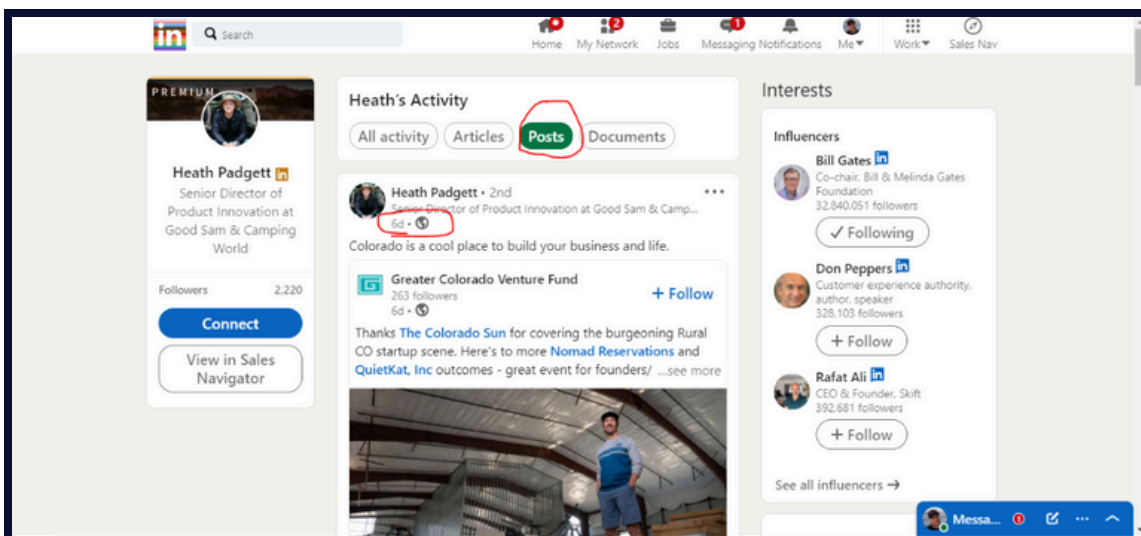 in
Search
Home
My Network
2
Jobs
Messaging
1
Notifications
Me
Work
Sales Nav
PREMIUM
Heath Padgett in
Senior Director of
Product Innovation at
Good Sam & Camping
World
Followers 2,220
Connect
View in Sales
Navigator
Heath's Activity
All activity Articles Posts Documents
Heath Padgett • 2nd
Senior Director of Product Innovation at Good Sam & Camp...
6d •
Colorado is a cool place to build your business and life.
G
Greater Colorado Venture Fund
263 followers
6d •
+ Follow
Thanks The Colorado Sun for covering the burgeoning Rural
CO startup scene. Here's to more Nomad Reservations and
QuietKat, Inc outcomes - great event for founders/ ...see more
Interests
Influencers
Bill Gates in
Co-chair, Bill & Melinda Gates
Foundation
32,840,051 followers
✓ Following
Don Peppers in
Customer experience authority,
author, speaker
328,103 followers
+ Follow
Rafat Ali in
CEO & Founder, Skift
392,681 followers
+ Follow
See all influencers →
Messa... 1 ...